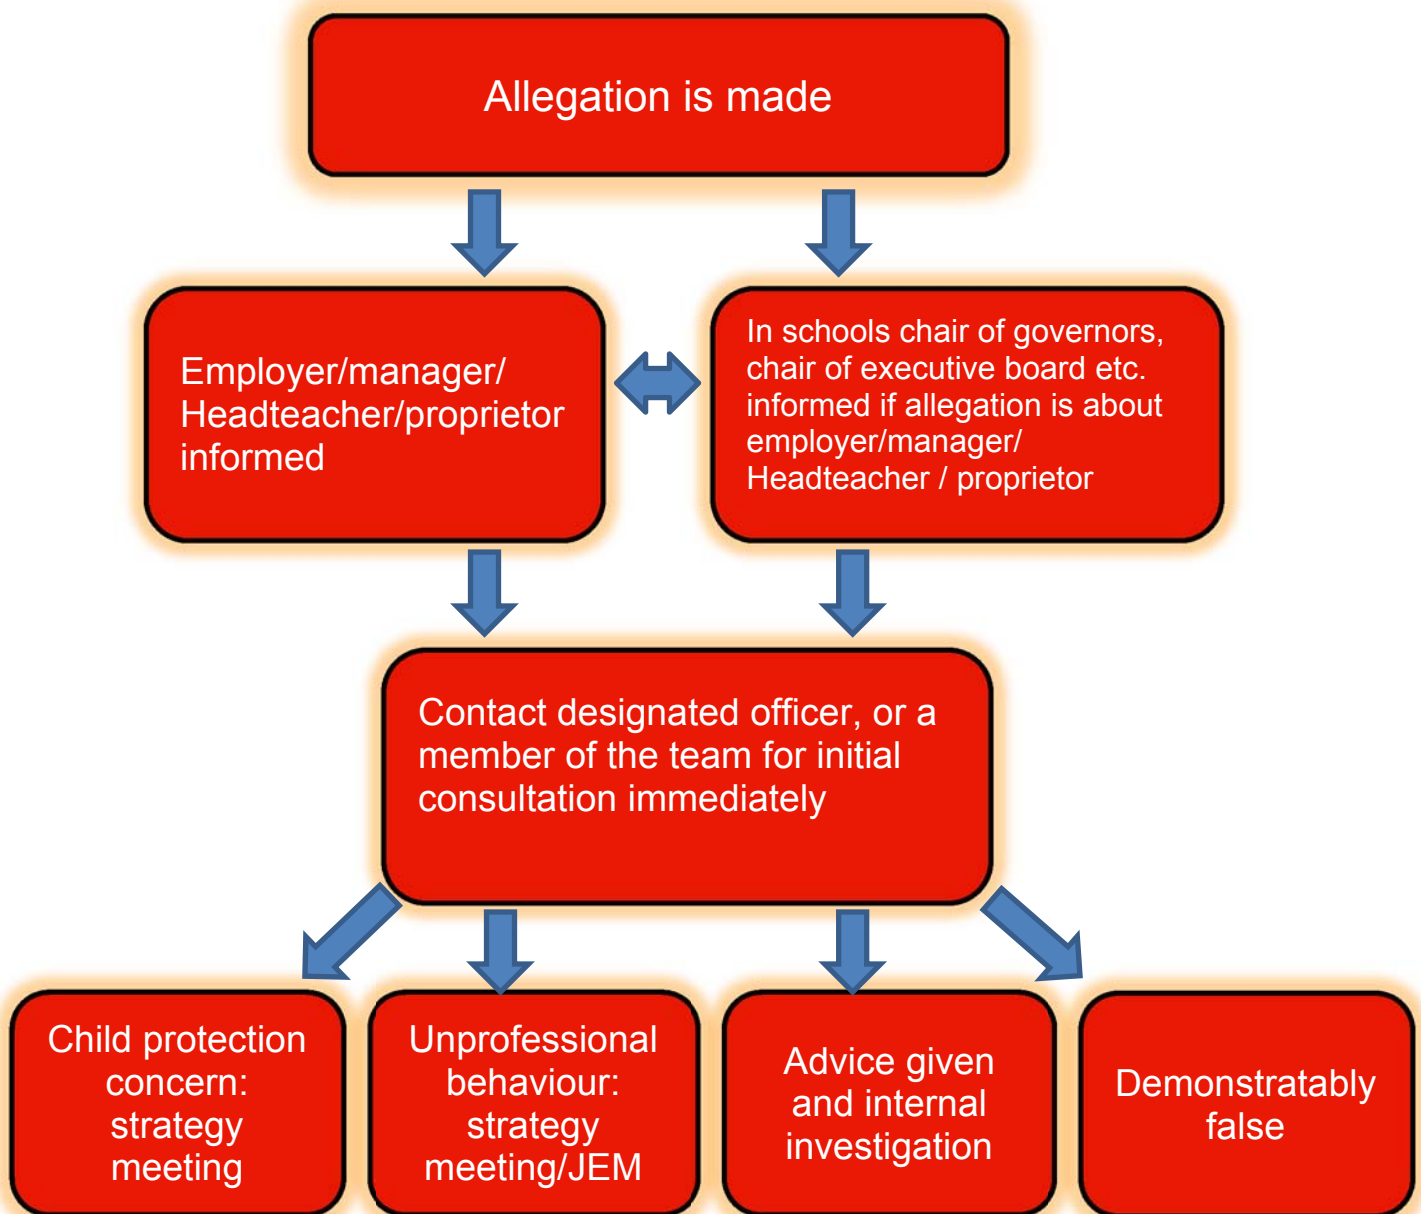 Allegation is made
Employer/manager/
Headteacher/proprietor
informed
In schools chair of governors,
chair of executive board etc.
informed if allegation is about
employer/manager/
Headteacher / proprietor
Contact designated officer, or a
member of the team for initial
consultation immediately
Child protection
concern:
strategy
meeting
Unprofessional
behaviour:
strategy
meeting/JEM
Advice given
and internal
investigation
Demonstratably
false